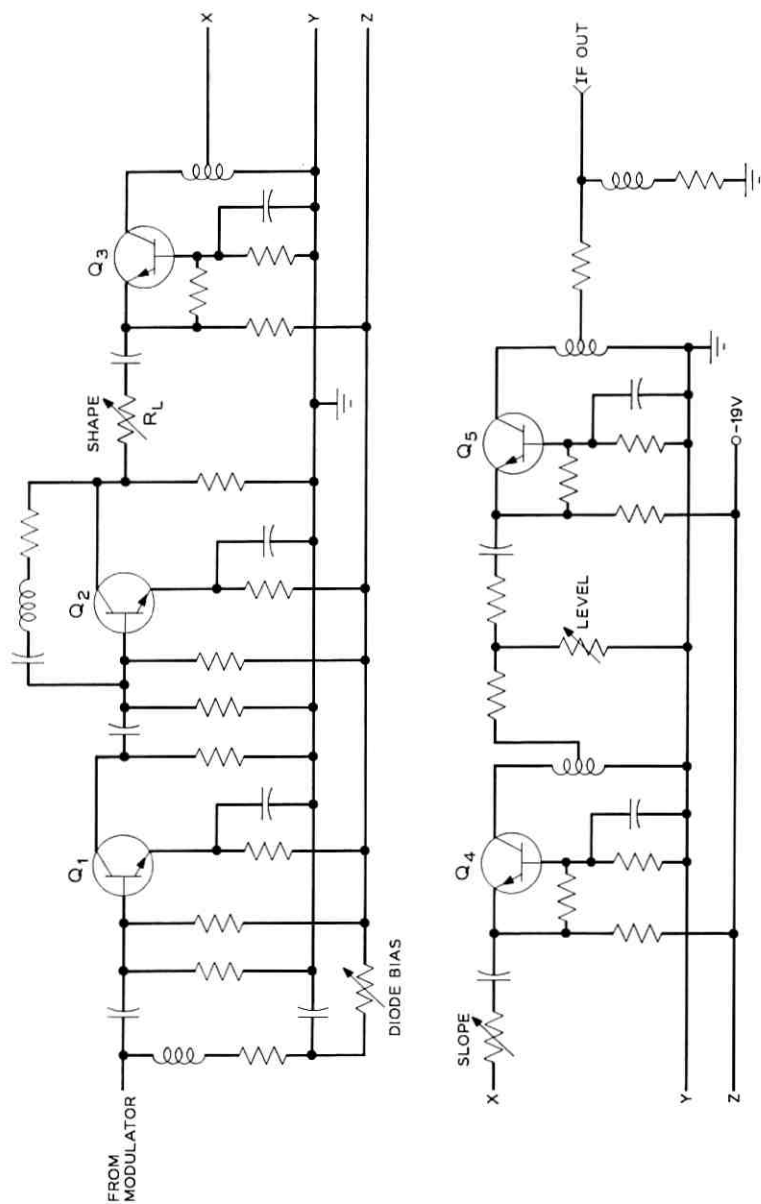 FROM
MODULATOR
Q1
Q2
SHAPE
RL
Q3
X
Y
Z
DIODE BIAS
X
SLOPE
Y
Z
Q4
LEVEL
Q5
IF OUT
-19V